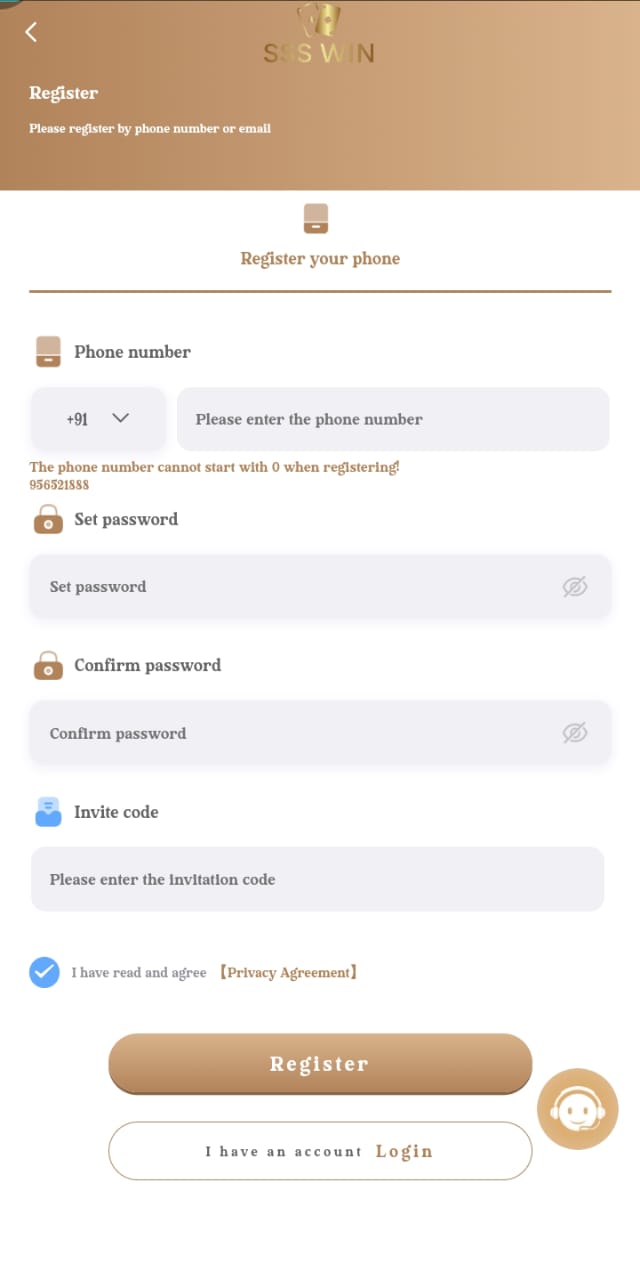 SSS WIN
Register
Please register by phone number or email
Register your phone
Phone number
+91
Please enter the phone number
The phone number cannot start with 0 when registering!
956521888
Set password
Set password
Confirm password
Confirm password
Invite code
Please enter the invitation code
I have read and agree 【Privacy Agreement】
Register
I have an account Login